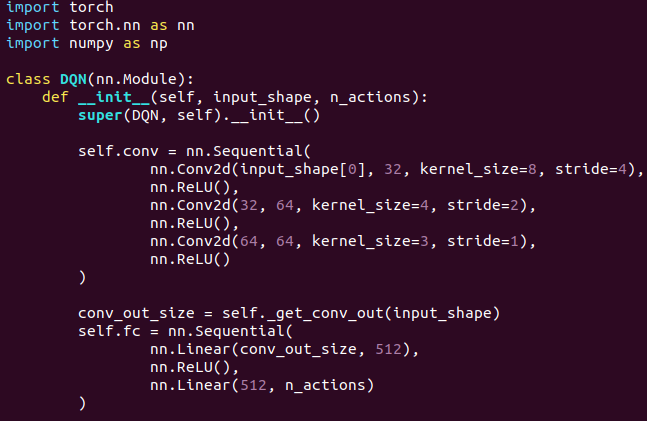 import torch
import torch.nn as nn
import numpy as np

class DQN(nn.Module):
    def __init__(self, input_shape, n_actions):
        super(DQN, self).__init__()

        self.conv = nn.Sequential(
                nn.Conv2d(input_shape[0], 32, kernel_size=8, stride=4),
                nn.ReLU(),
                nn.Conv2d(32, 64, kernel_size=4, stride=2),
                nn.ReLU(),
                nn.Conv2d(64, 64, kernel_size=3, stride=1),
                nn.ReLU()
        )

        conv_out_size = self._get_conv_out(input_shape)
        self.fc = nn.Sequential(
                nn.Linear(conv_out_size, 512),
                nn.ReLU(),
                nn.Linear(512, n_actions)
        )